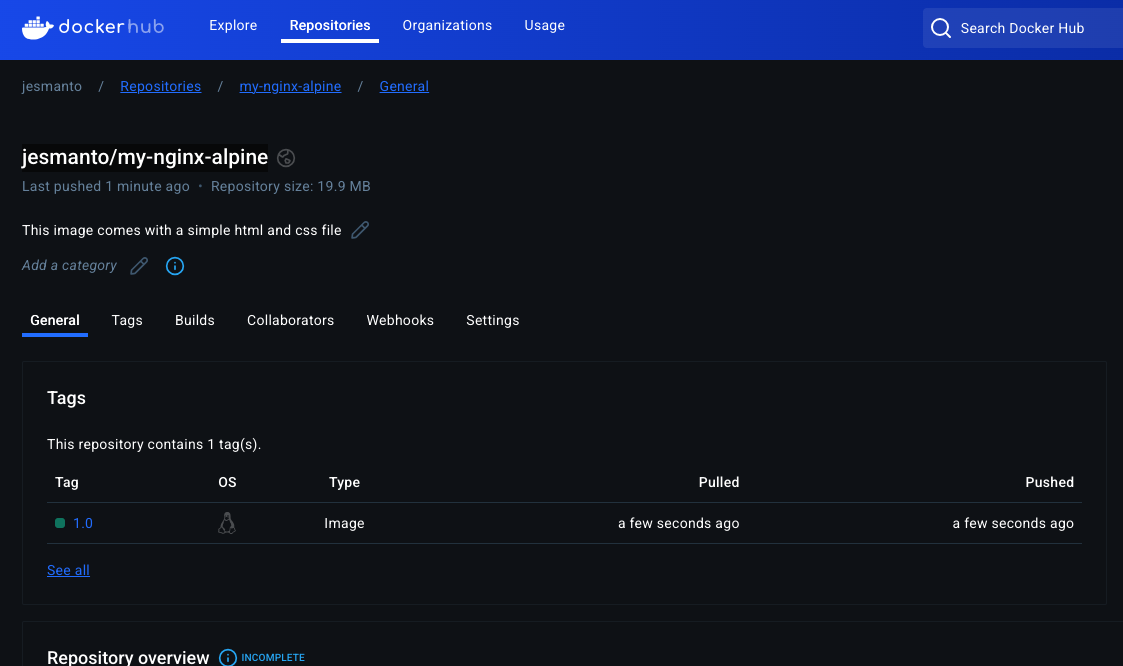 dockerhub Explore Repositories Organizations Usage Search Docker Hub
jesmanto / Repositories / my-nginx-alpine / General
jesmanto/my-nginx-alpine
Last pushed 1 minute ago · Repository size: 19.9 MB
This image comes with a simple html and css file
Add a category
General Tags Builds Collaborators Webhooks Settings
Tags
This repository contains 1 tag(s).
Tag OS Type Pulled Pushed
1.0 Image a few seconds ago a few seconds ago
See all
Repository overview INCOMPLETE